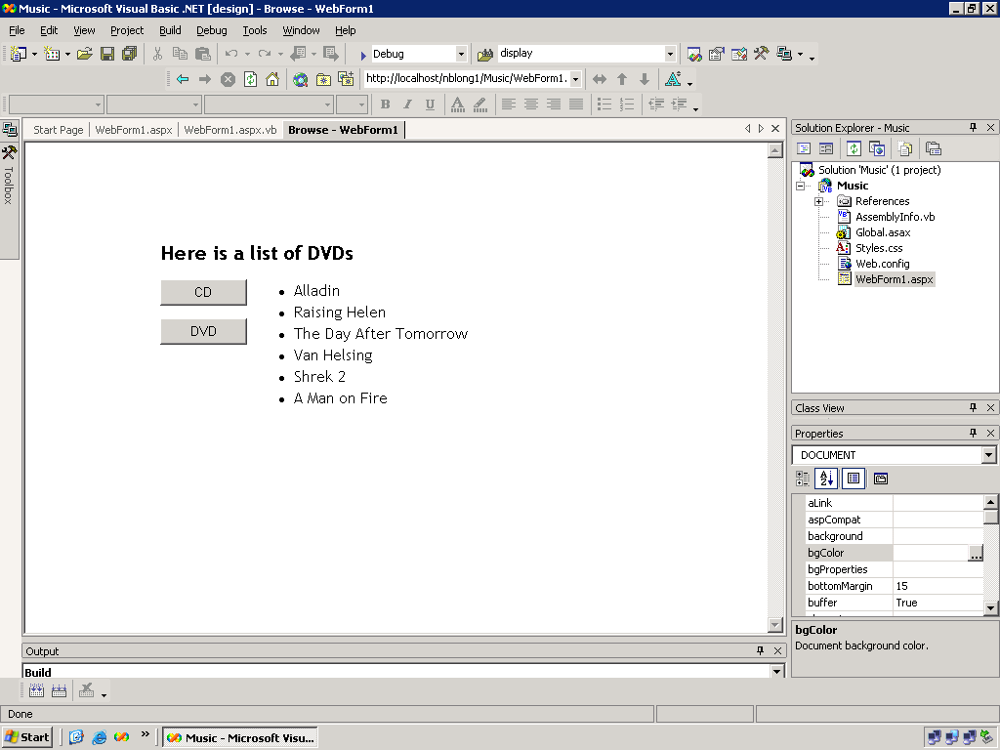 Music - Microsoft Visual Basic .NET [design] - Browse - WebForm1
File Edit View Project Build Debug Tools Window Help
Debug display
http://localhost/nblong1/Music/WebForm1.
B I U A
Start Page WebForm1.aspx WebForm1.aspx.vb Browse - WebForm1
Toolbox
Here is a list of DVDs
CD
DVD
• Alladin
• Raising Helen
• The Day After Tomorrow
• Van Helsing
• Shrek 2
• A Man on Fire
Solution Explorer - Music
Solution 'Music' (1 project)
Music
References
AssemblyInfo.vb
Global.asax
Styles.css
Web.config
WebForm1.aspx
Class View
Properties
DOCUMENT
aLink
aspCompat
background
bgColor ...
bgProperties
bottomMargin 15
buffer True
bgColor
Document background color.
Output
Build
Done
Start » Music - Microsoft Visu...